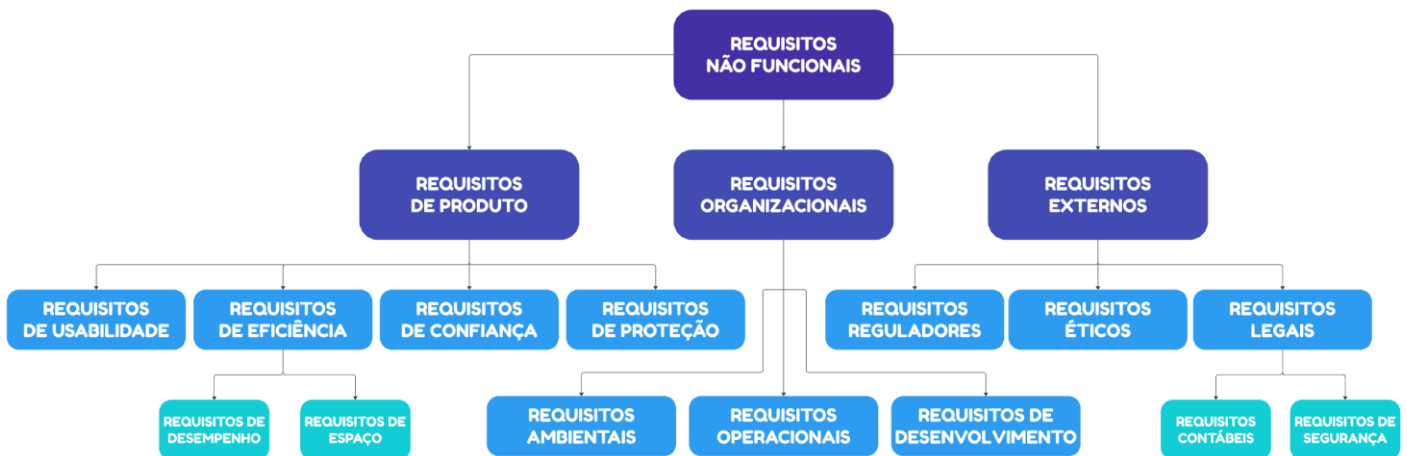 REQUISITOS
NÃO FUNCIONAIS
REQUISITOS
DE PRODUTO
REQUISITOS
ORGANIZACIONAIS
REQUISITOS
EXTERNOS
REQUISITOS
DE USABILIDADE
REQUISITOS
DE EFICIÊNCIA
REQUISITOS
DE CONFIANÇA
REQUISITOS
DE PROTEÇÃO
REQUISITOS
REGULADORES
REQUISITOS
ÉTICOS
REQUISITOS
LEGAIS
REQUISITOS DE
DESEMPENHO
REQUISITOS DE
ESPAÇO
REQUISITOS
AMBIENTAIS
REQUISITOS
OPERACIONAIS
REQUISITOS DE
DESENVOLVIMENTO
REQUISITOS
CONTÁBEIS
REQUISITOS DE
SEGURANÇA